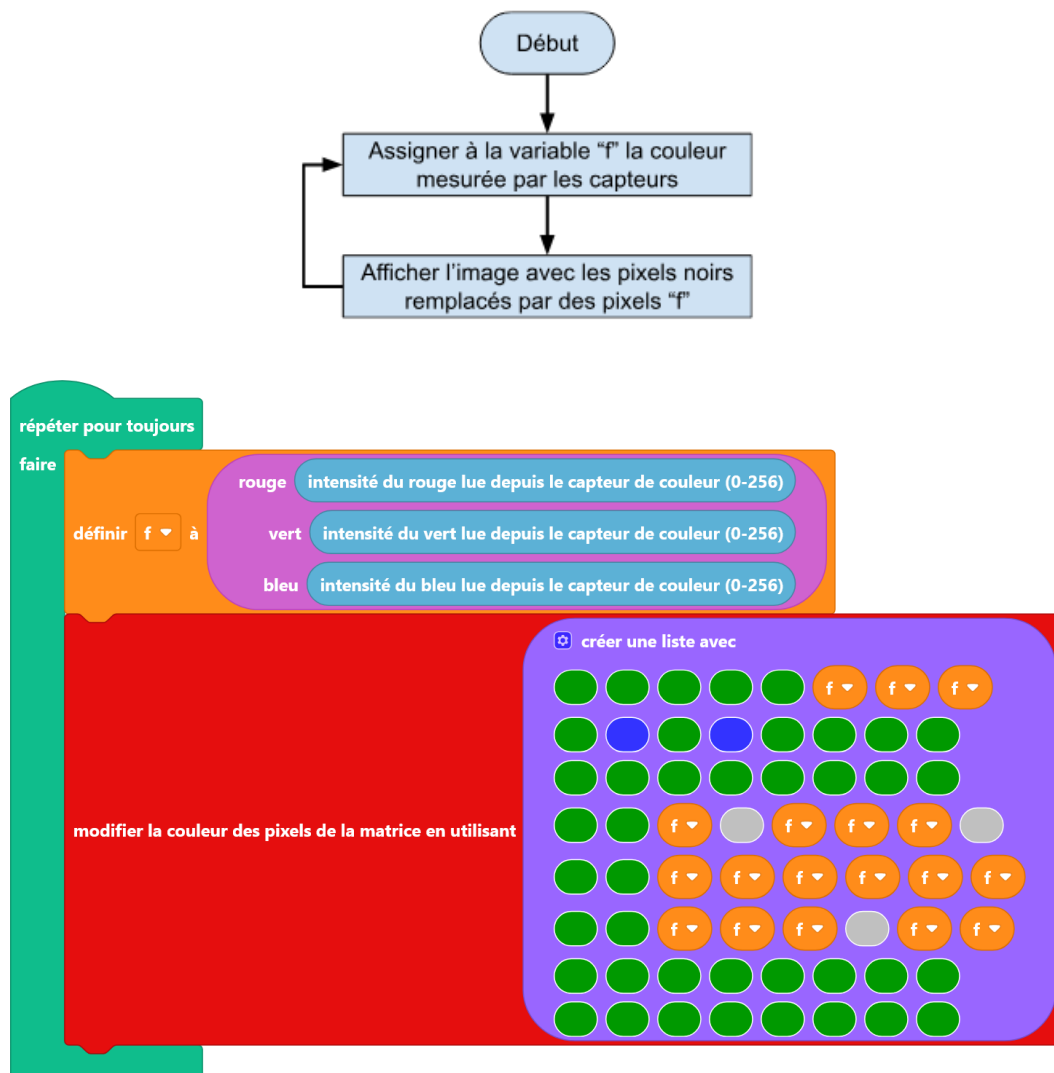 Début
Assigner à la variable “f” la couleur
mesurée par les capteurs
Afficher l’image avec les pixels noirs
remplacés par des pixels “f”
répéter pour toujours
faire
rouge intensité du rouge lue depuis le capteur de couleur (0-256)
définir f à vert intensité du vert lue depuis le capteur de couleur (0-256)
bleu intensité du bleu lue depuis le capteur de couleur (0-256)
créer une liste avec
f f f
modifier la couleur des pixels de la matrice en utilisant f f f f
f f f f f f
f f f f f